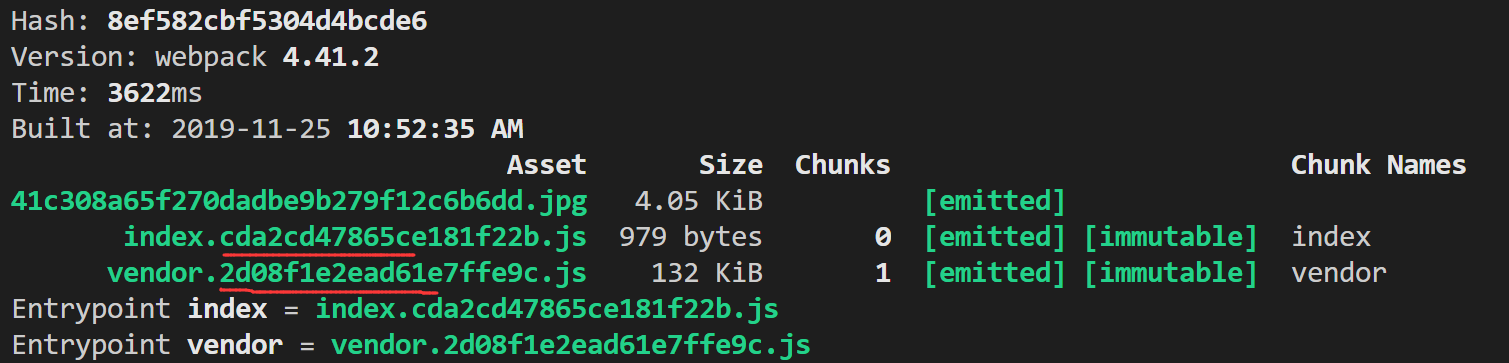 Hash: 8ef582cbf5304d4bcde6
Version: webpack 4.41.2
Time: 3622ms
Built at: 2019-11-25 10:52:35 AM
Asset Size Chunks Chunk Names
41c308a65f270dadbe9b279f12c6b6dd.jpg 4.05 KiB [emitted]
index.cda2cd47865ce181f22b.js 979 bytes 0 [emitted] [immutable] index
vendor.2d08f1e2ead61e7ffe9c.js 132 KiB 1 [emitted] [immutable] vendor
Entrypoint index = index.cda2cd47865ce181f22b.js
Entrypoint vendor = vendor.2d08f1e2ead61e7ffe9c.js